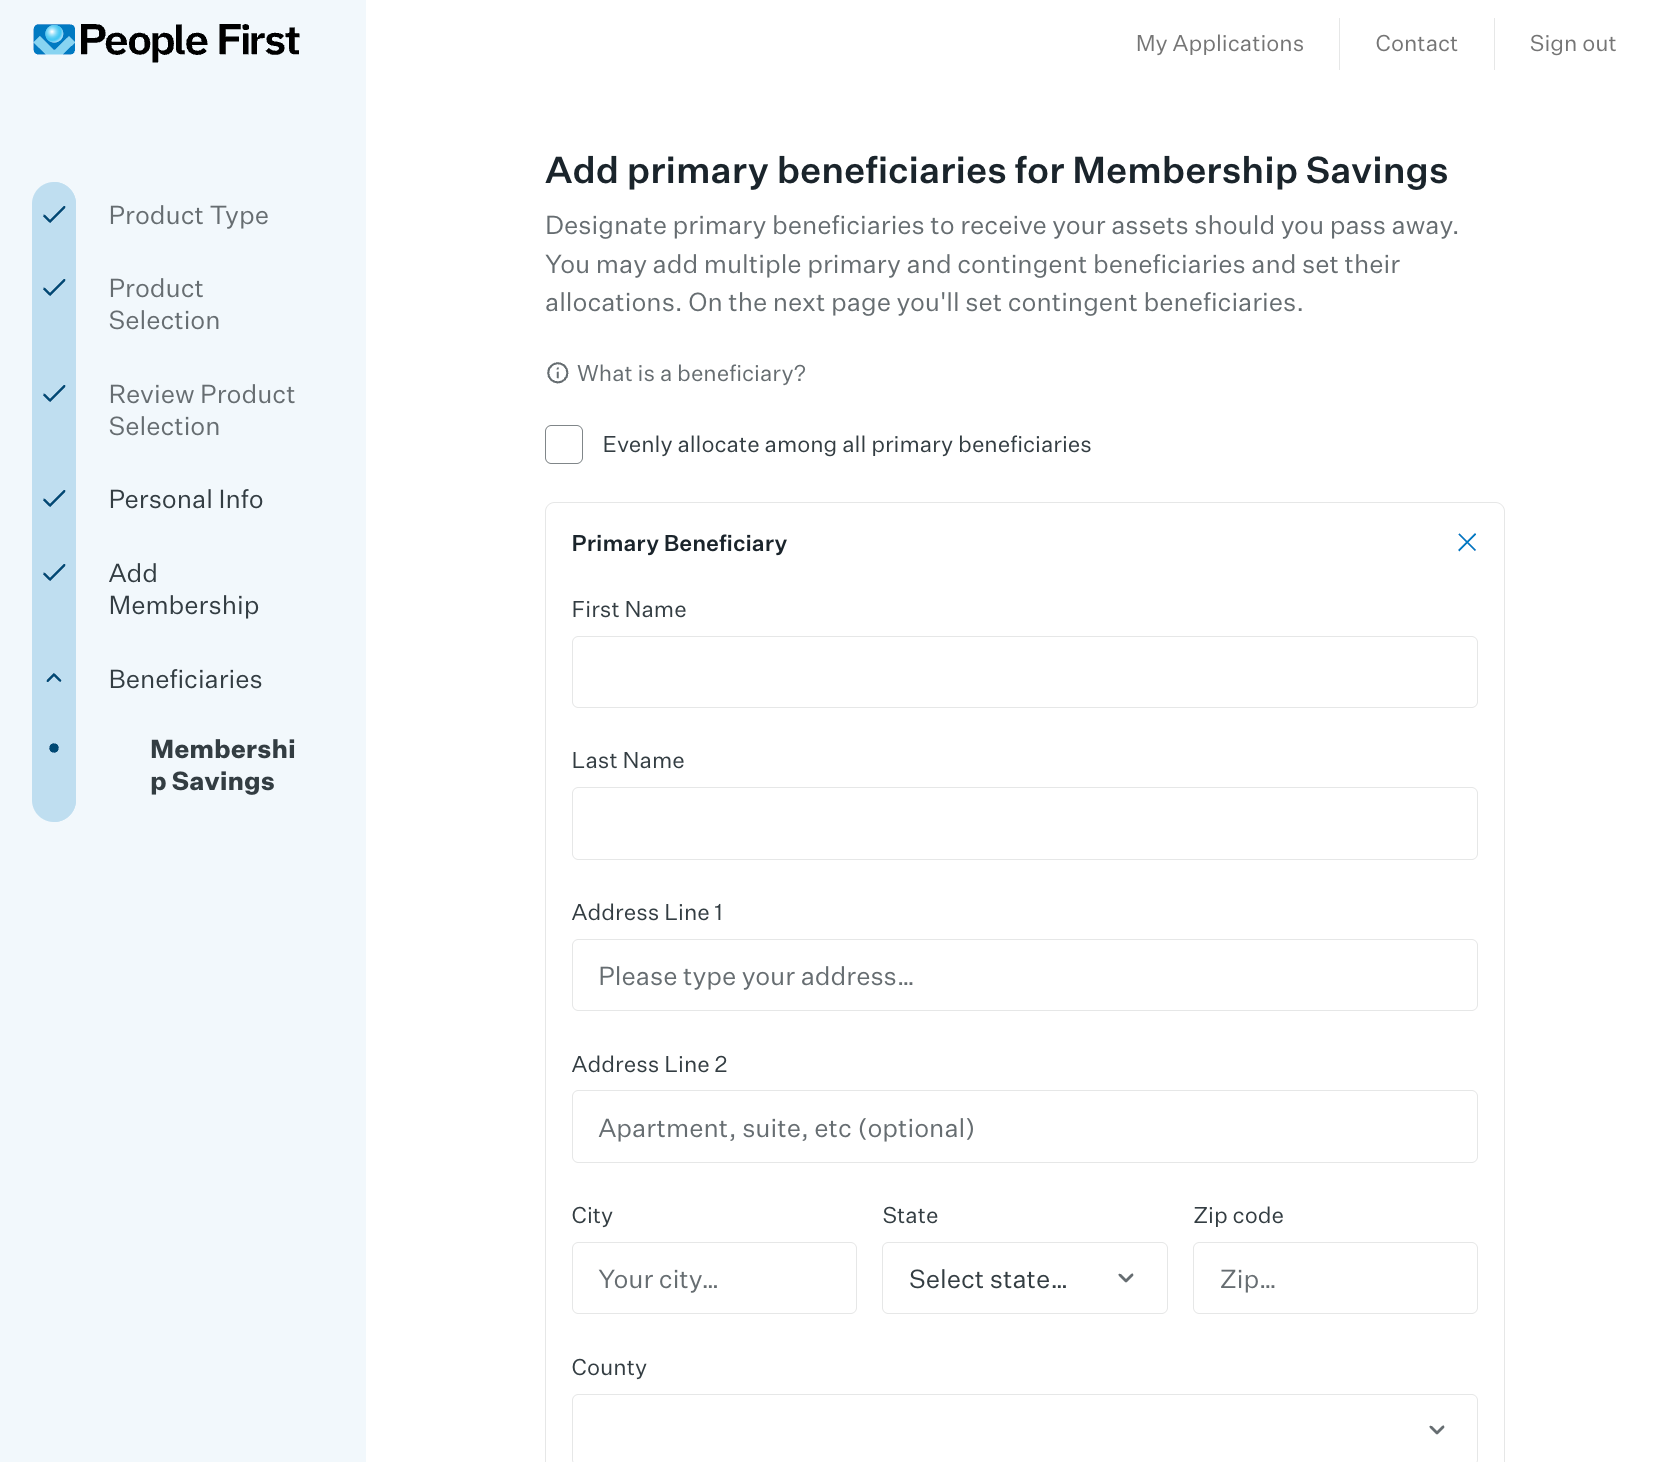 People First
My Applications
Contact
Sign out
Product Type
Product
Selection
Review Product
Selection
Personal Info
Add
Membership
Beneficiaries
Membershi
p Savings
Add primary beneficiaries for Membership Savings
Designate primary beneficiaries to receive your assets should you pass away.
You may add multiple primary and contingent beneficiaries and set their
allocations. On the next page you'll set contingent beneficiaries.
What is a beneficiary?
Evenly allocate among all primary beneficiaries
Primary Beneficiary
First Name
Last Name
Address Line 1
Please type your address...
Address Line 2
Apartment, suite, etc (optional)
City
State
Zip code
Your city...
Select state...
Zip...
County